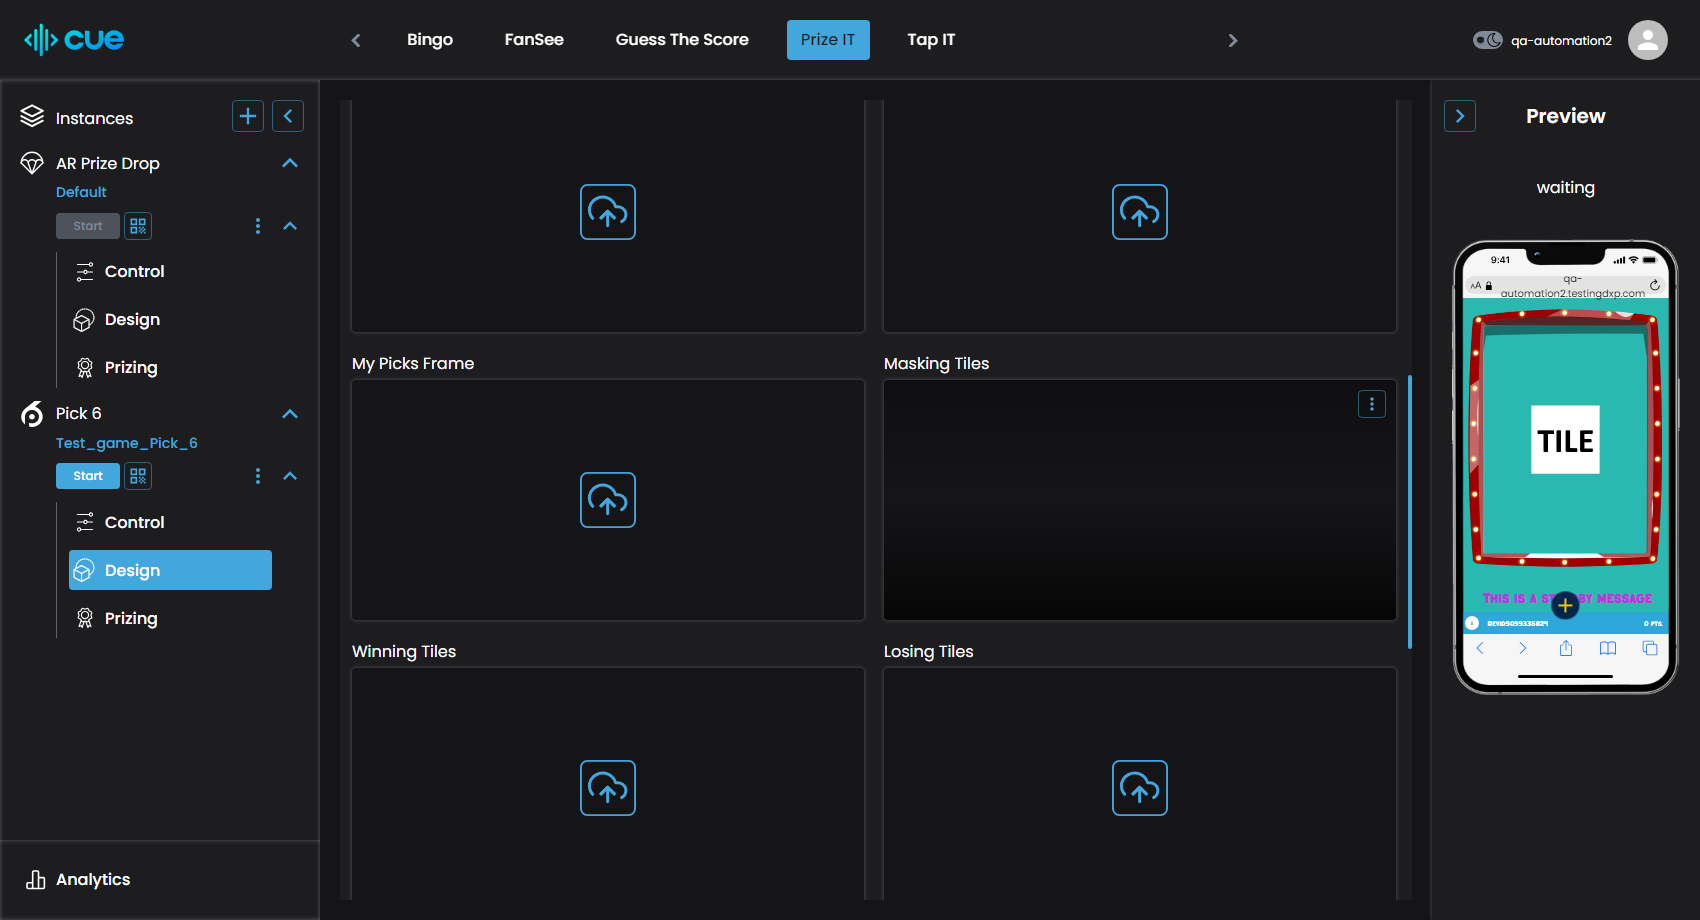 cue
Bingo
FanSee
Guess The Score
Prize IT
Tap IT
qa-automation2
Instances
AR Prize Drop
Default
Start
Control
Design
Prizing
Pick 6
Test_game_Pick_6
Start
Control
Design
Prizing
Analytics
My Picks Frame
Masking Tiles
Winning Tiles
Losing Tiles
Preview
waiting
9:41
AA
qa-
automation2.testingdxp.com
TILE
THIS IS A ST BY MESSAGE
0 PTS.